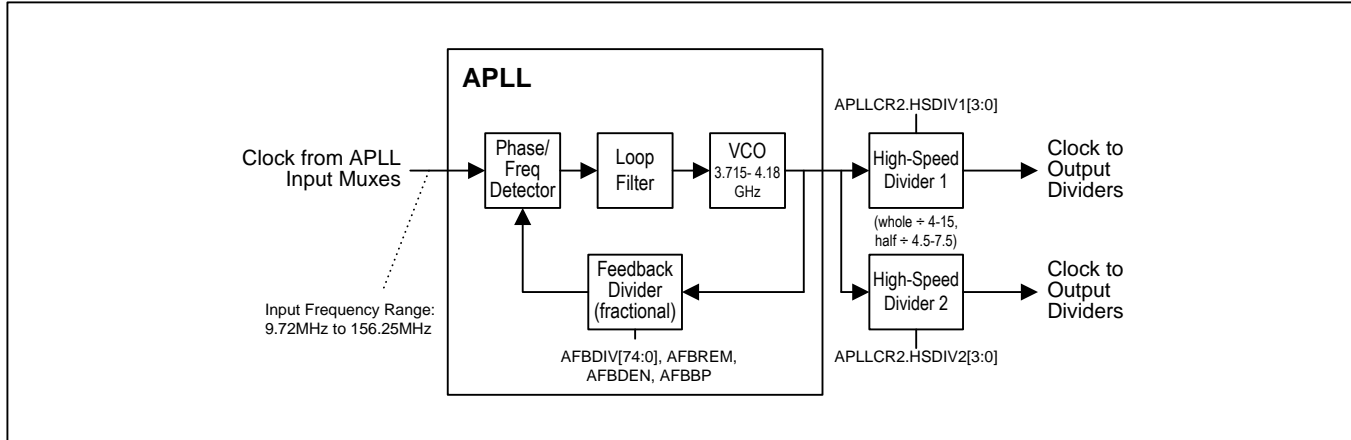 APLL
APLLCR2.HSDIV1[3:0]
Clock from APLL
Input Muxes
Phase/
Freq
Detector
Loop
Filter
VCO
3.715- 4.18
GHz
High-Speed
Divider 1
Clock to
Output
Dividers
(whole ÷ 4-15,
half ÷ 4.5-7.5)
Feedback
Divider
(fractional)
High-Speed
Divider 2
Clock to
Output
Dividers
Input Frequency Range:
9.72MHz to 156.25MHz
AFBDIV[74:0], AFBREM,
AFBDEN, AFBBP
APLLCR2.HSDIV2[3:0]